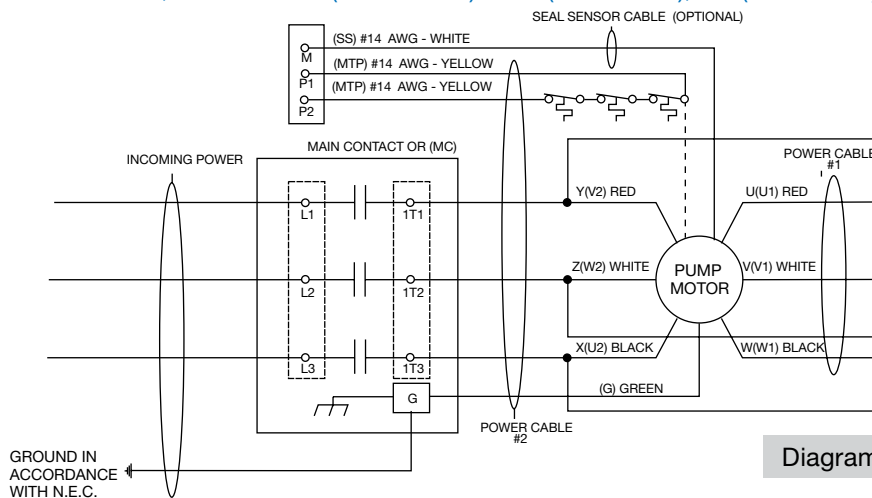 SEAL SENSOR CABLE (OPTIONAL)
(SS) #14 AWG - WHITE
M
(MTP) #14 AWG - YELLOW
P1
(MTP) #14 AWG - YELLOW
P2
MAIN CONTACT OR (MC)
INCOMING POWER
POWER CABLE
#1
Y(V2) RED
U(U1) RED
L1
1T1
Z(W2) WHITE
PUMP
MOTOR
V(V1) WHITE
L2
1T2
X(U2) BLACK
W(W1) BLACK
L3
1T3
G
(G) GREEN
POWER CABLE
#2
GROUND IN
ACCORDANCE
WITH N.E.C.
Diagram